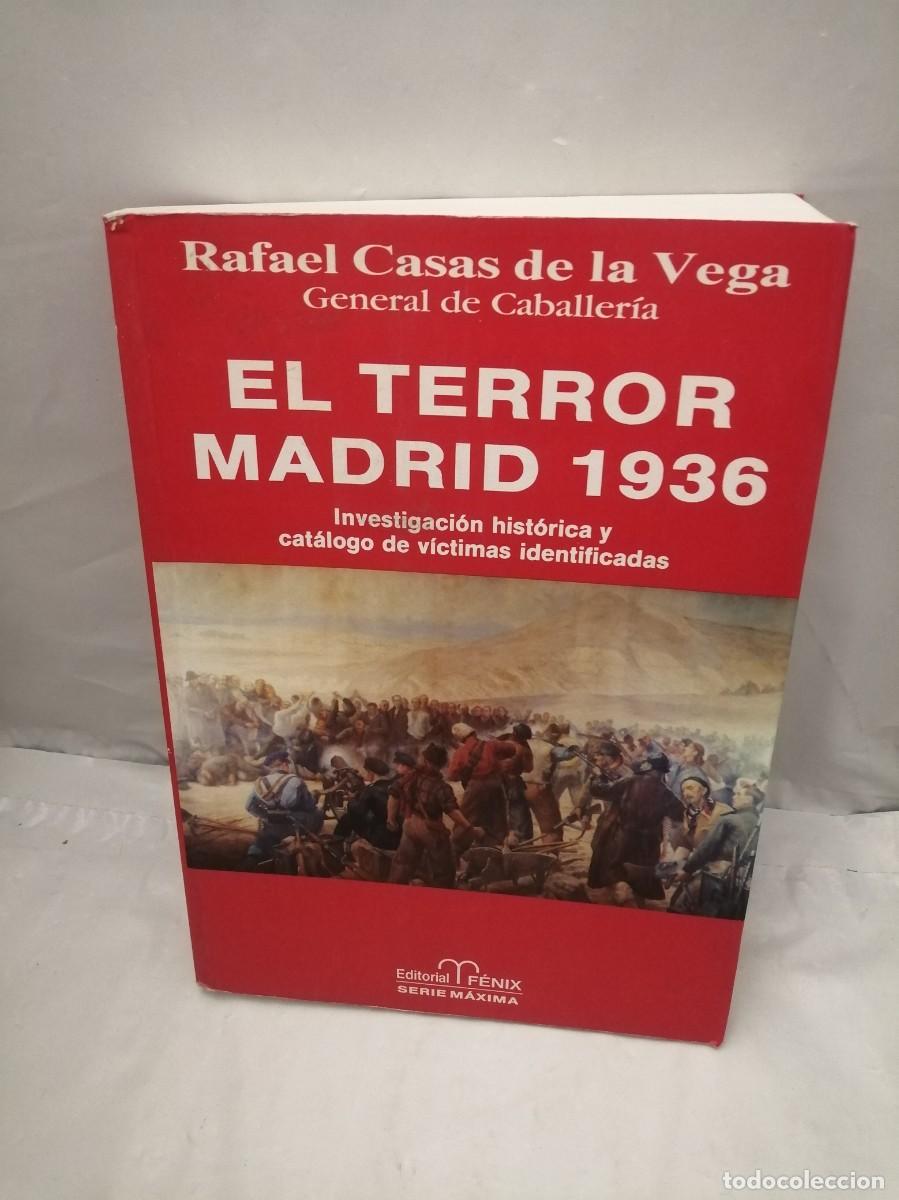 Rafael Casas de la Vega
General de Caballería
EL TERROR
MADRID 1936
Investigación histórica y
catálogo de víctimas identificadas
Editorial FÉNIX
SERIE MÁXIMA
todocoleccion